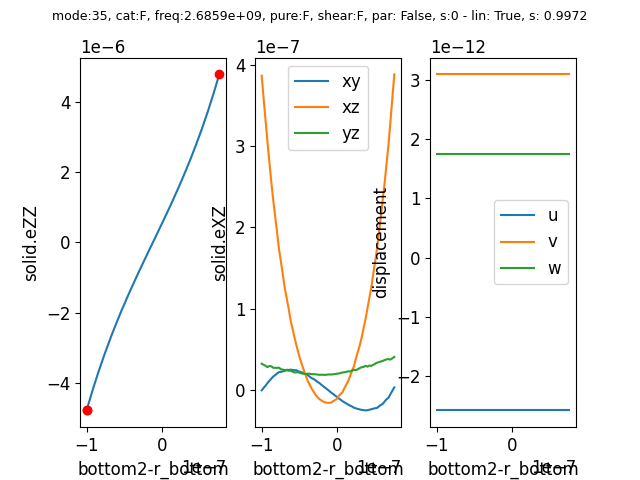 mode:35, cat:F, freq:2.6859e+09, pure:F, shear:F, par: False, s:0 - lin: True, s: 0.9972
1e−6
4
2
0
−2
−4
solid.eZZ
−1
0
1e−7
bottom2-r_bottom
1e−7
xy
xz
yz
4
3
2
1
0
solid.eXZ
−1
0
1e−7
bottom2-r_bottom
1e−12
u
v
w
3
2
1
0
−1
−2
displacement
−1
0
1e−7
bottom2-r_bottom